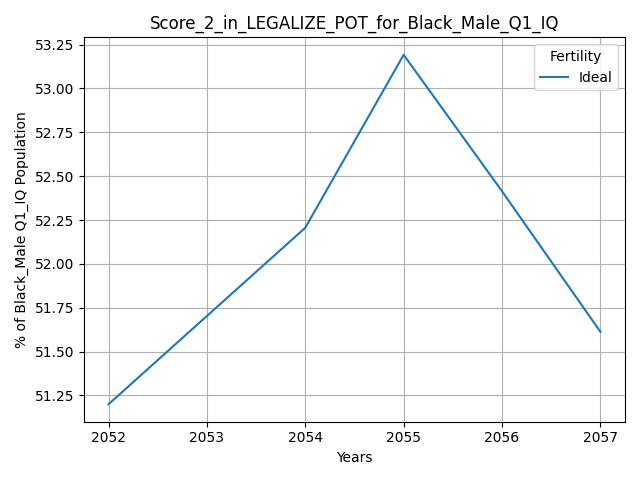 Score_2_in_LEGALIZE_POT_for_Black_Male_Q1_IQ
% of Black_Male Q1_IQ Population
53.25
53.00
52.75
52.50
52.25
52.00
51.75
51.50
51.25
Fertility
Ideal
2052 2053 2054 2055 2056 2057
Years